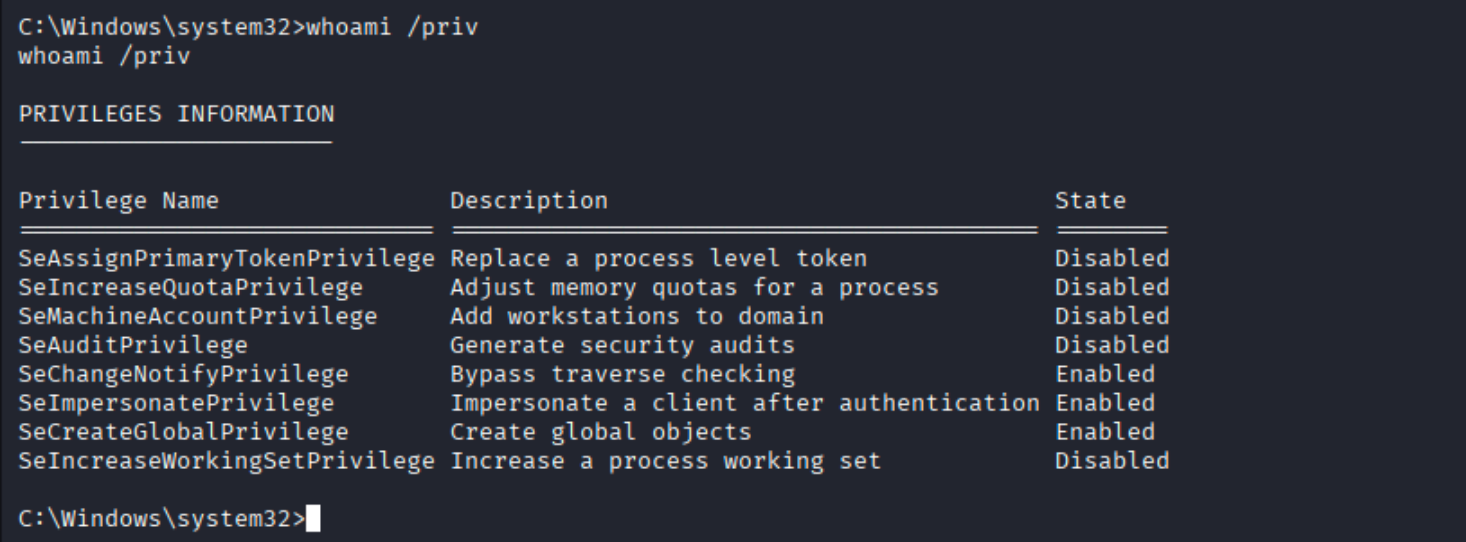 C:\Windows\system32>whoami /priv
whoami /priv
PRIVILEGES INFORMATION
Privilege Name Description State
SeAssignPrimaryTokenPrivilege Replace a process level token Disabled
SeIncreaseQuotaPrivilege Adjust memory quotas for a process Disabled
SeMachineAccountPrivilege Add workstations to domain Disabled
SeAuditPrivilege Generate security audits Disabled
SeChangeNotifyPrivilege Bypass traverse checking Enabled
SeImpersonatePrivilege Impersonate a client after authentication Enabled
SeCreateGlobalPrivilege Create global objects Enabled
SeIncreaseWorkingSetPrivilege Increase a process working set Disabled
C:\Windows\system32>